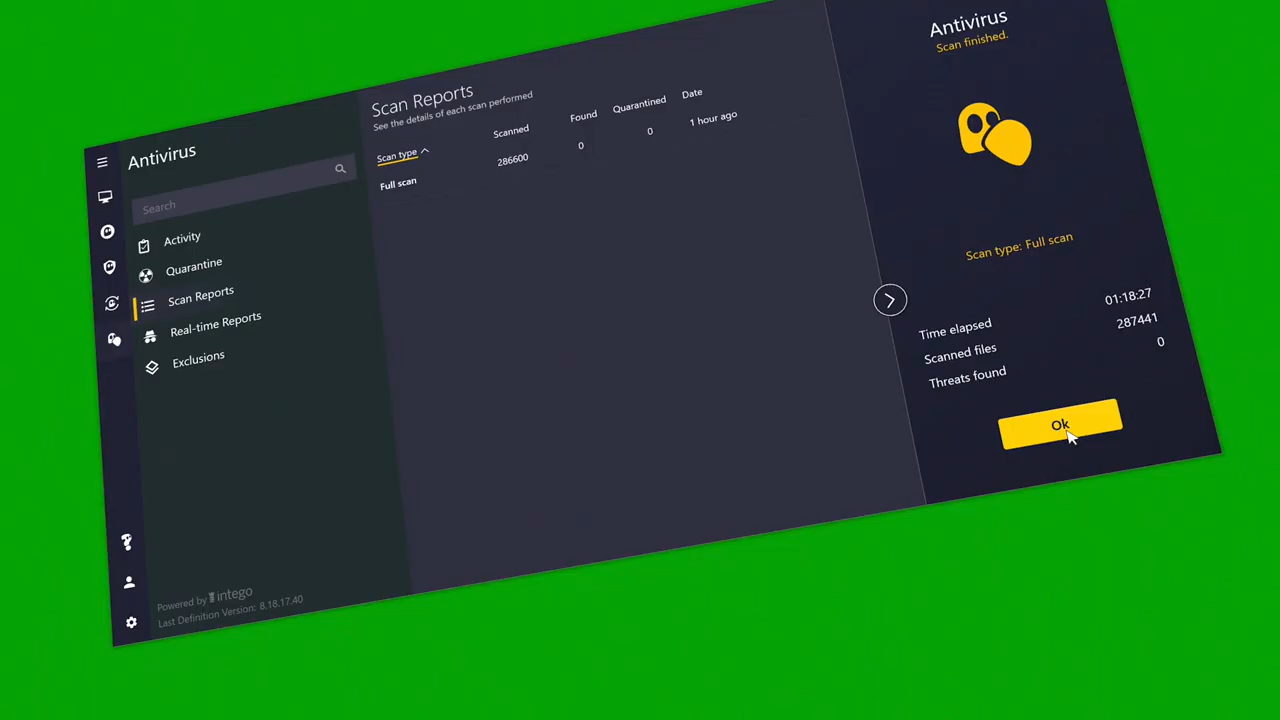 Antivirus
Search
Activity
Quarantine
Scan Reports
Real-time Reports
Exclusions
Powered by intego
Last Definition Version: 8.18.17.40
Scan Reports
See the details of each scan performed
Scan type Scanned Found Quarantined Date
Full scan 286600 0 0 1 hour ago
Antivirus
Scan finished.
Scan type: Full scan
Time elapsed 01:18:27
Scanned files 287441
Threats found 0
Ok